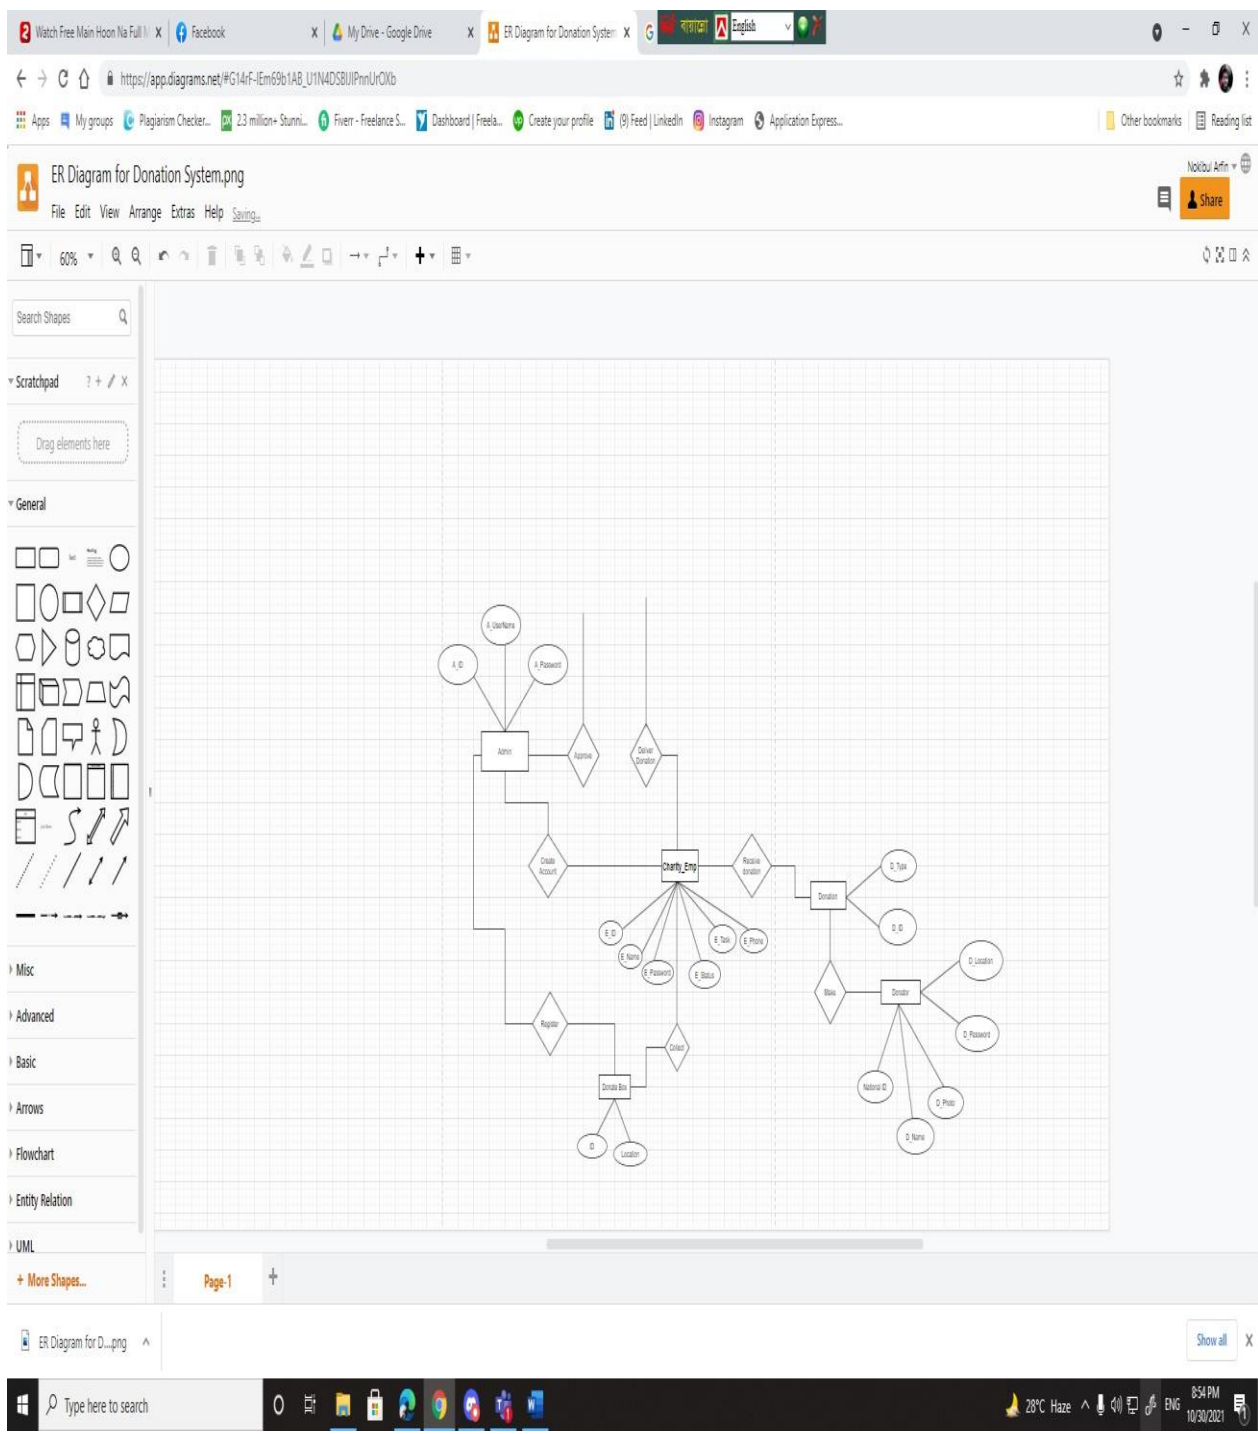 Watch Free Main Hoon Na Full M
Facebook
My Drive - Google Drive
ER Diagram for Donation System
বায়ান্নো
English
https://app.diagrams.net/#G14rF-IEm69b1AB_U1N4DSBIJIPnnUrOXb
Apps My groups Plagiarism Checker... 2.3 million+ Stunni... Fiverr - Freelance S... Dashboard | Freela... Create your profile (9) Feed | LinkedIn Instagram Application Express... Other bookmarks Reading list
ER Diagram for Donation System.png
Nokibul Arfin
File Edit View Arrange Extras Help Saving...
Share
60%
Search Shapes
Scratchpad
Drag elements here
General
A_UserName
A_ID
A_Password
Admin
Approve
Deliver
Donation
Create
Account
Charity_Emp
Receive
donation
D_Type
Donation
D_ID
E_ID
E_Name
E_Password
E_Status
E_Task
E_Phone
D_Location
Make
Donator
D_Password
Register
Collect
Donate Box
National ID
D_Photo
D_Name
ID
Location
Misc
Advanced
Basic
Arrows
Flowchart
Entity Relation
UML
+ More Shapes...
Page-1
ER Diagram for D....png
Show all
Type here to search
28°C Haze
ENG
8:54 PM
10/30/2021